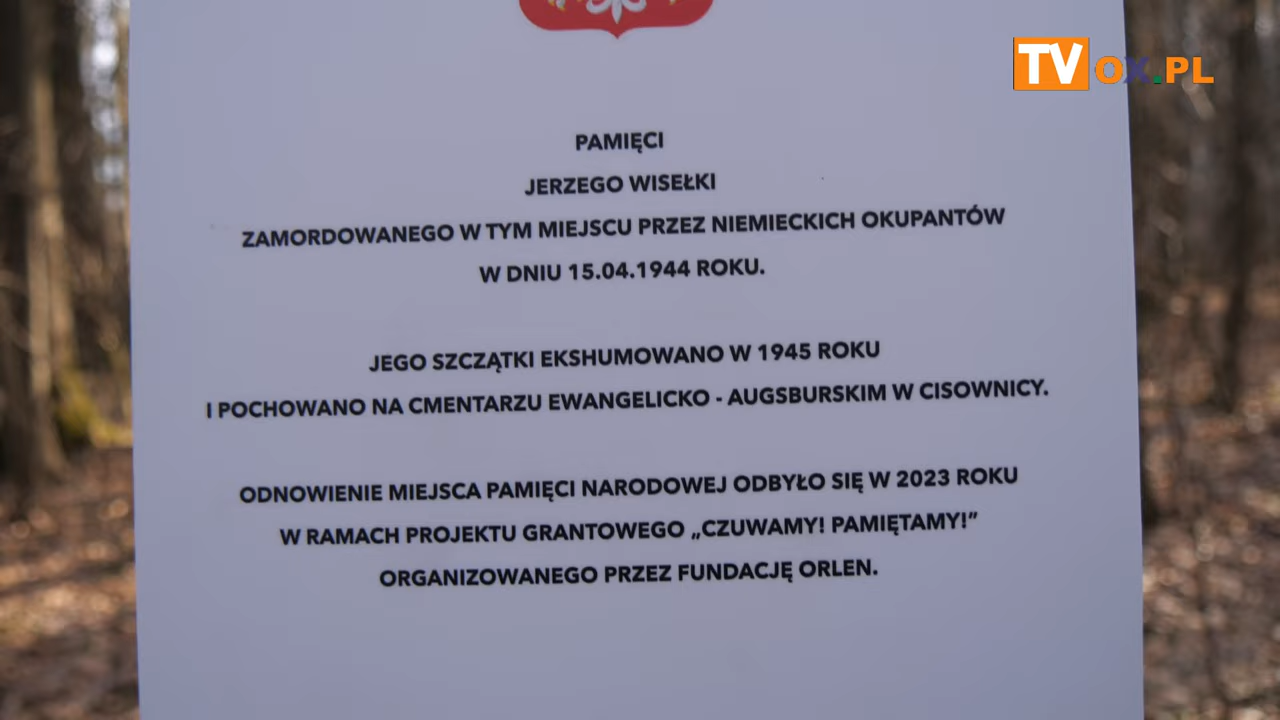 TVOX.PL
PAMIĘCI
JERZEGO WISEŁKI
ZAMORDOWANEGO W TYM MIEJSCU PRZEZ NIEMIECKICH OKUPANTÓW
W DNIU 15.04.1944 ROKU.
JEGO SZCZĄTKI EKSHUMOWANO W 1945 ROKU
I POCHOWANO NA CMENTARZU EWANGELICKO - AUGSBURSKIM W CISOWNICY.
ODNOWIENIE MIEJSCA PAMIĘCI NARODOWEJ ODBYŁO SIĘ W 2023 ROKU
W RAMACH PROJEKTU GRANTOWEGO „CZUWAMY! PAMIĘTAMY!”
ORGANIZOWANEGO PRZEZ FUNDACJĘ ORLEN.